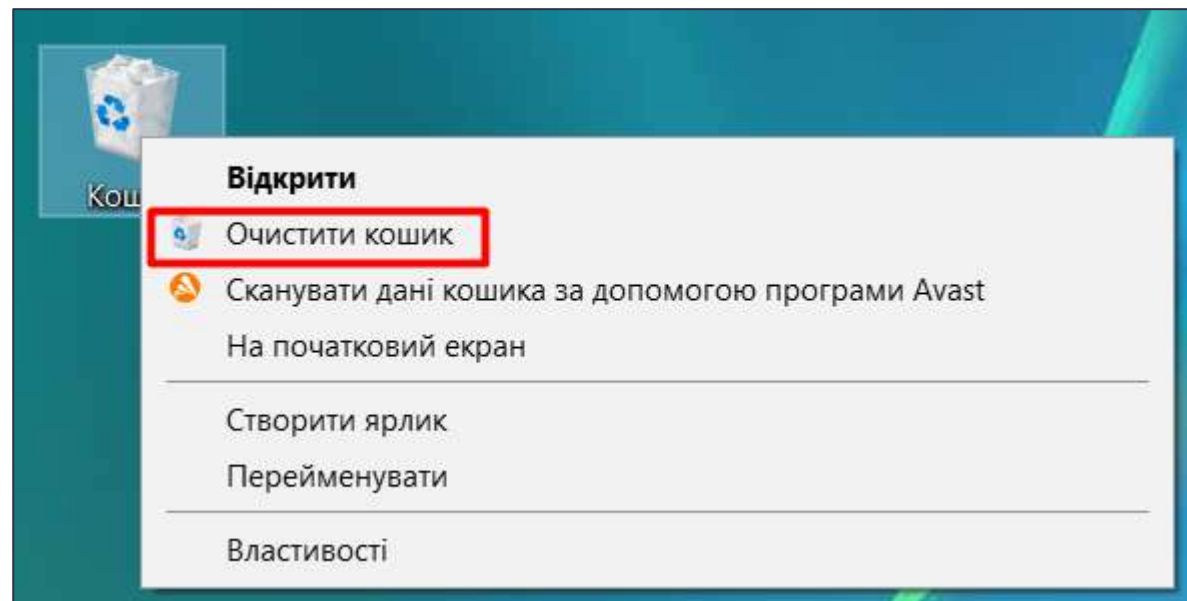 Кош
Відкрити
Очистити кошик
Сканувати дані кошика за допомогою програми Avast
На початковий екран
Створити ярлик
Перейменувати
Властивості